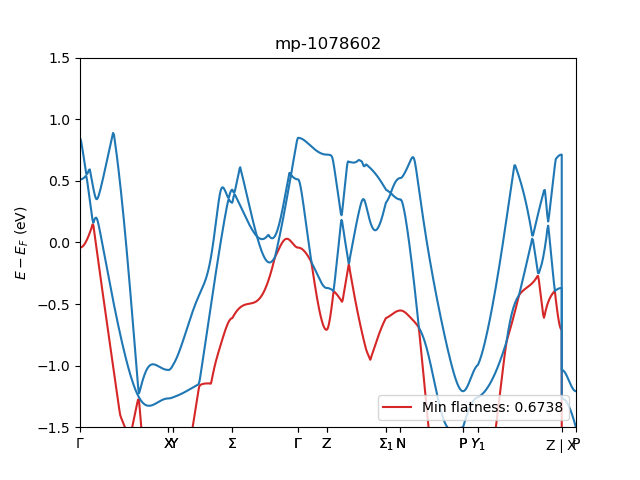 mp-1078602
1.5
1.0
0.5
0.0
−0.5
−1.0
−1.5
E − E_F (eV)
Min flatness: 0.6738
Γ X Y Σ Γ Z Σ₁ N P Y₁ Z | X P